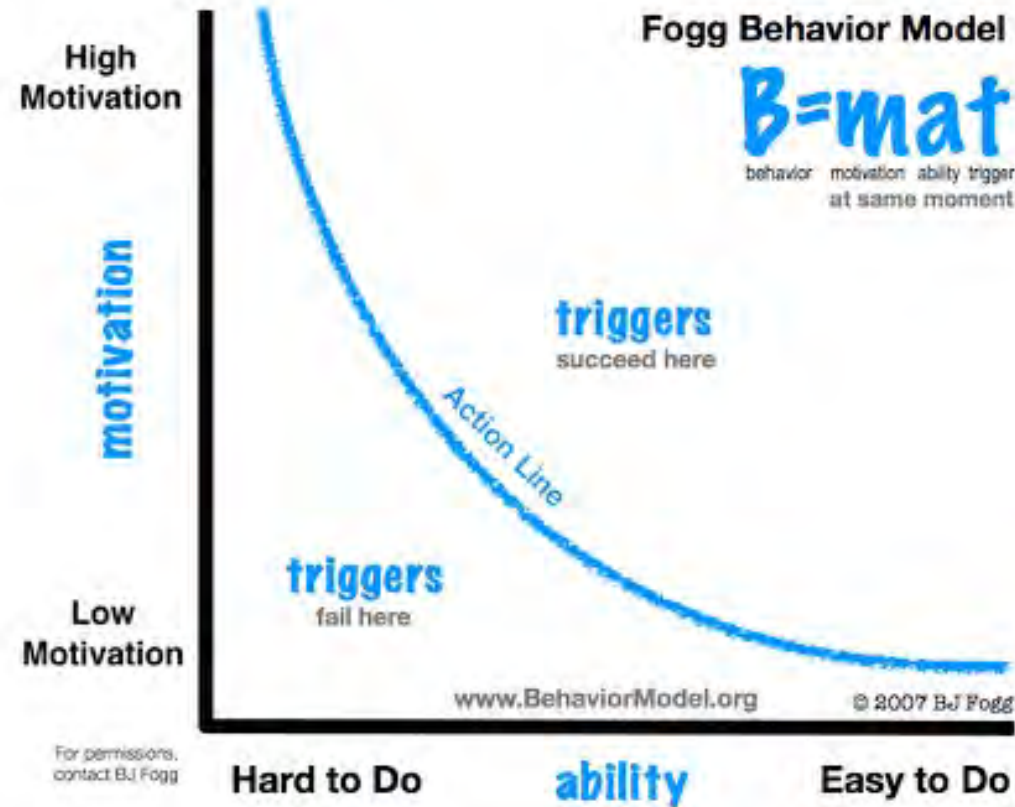 Fogg Behavior Model
B=mat
behavior motivation ability trigger
at same moment
High
Motivation
motivation
triggers
succeed here
Action Line
triggers
fail here
Low
Motivation
www.BehaviorModel.org
© 2007 BJ Fogg
For permissions,
contact BJ Fogg
Hard to Do
ability
Easy to Do